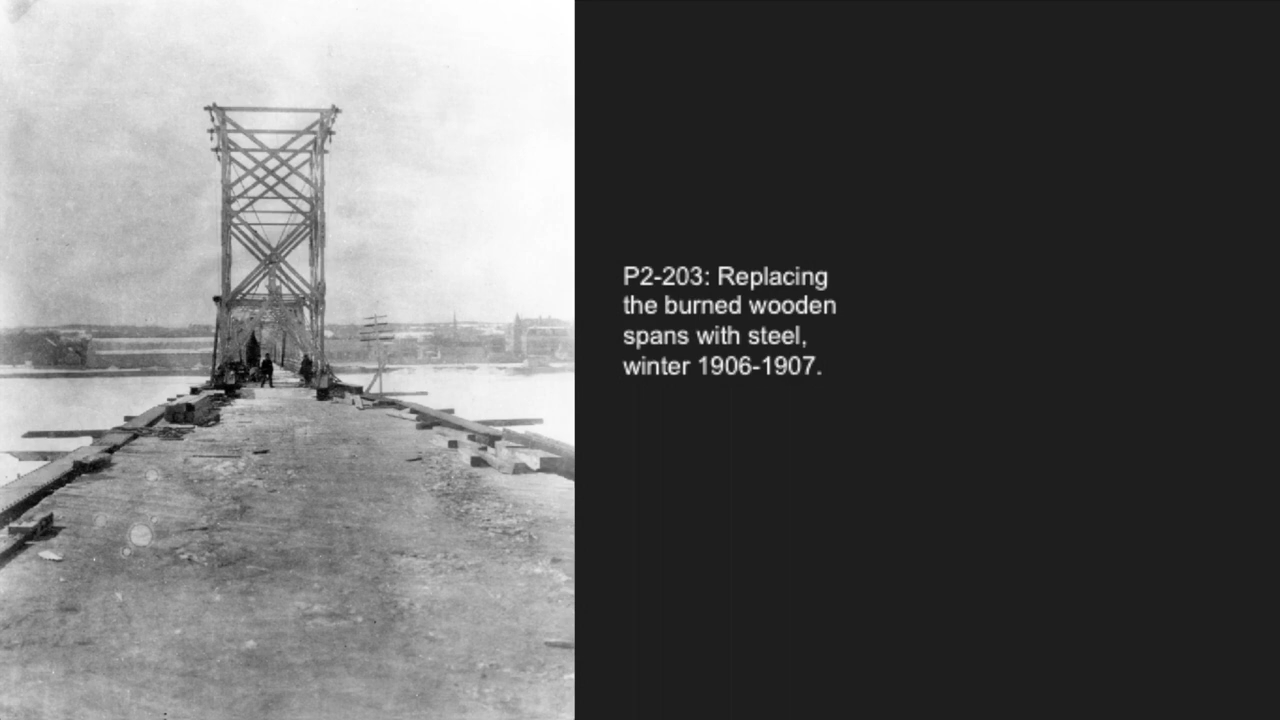 P2-203: Replacing
the burned wooden
spans with steel,
winter 1906-1907.